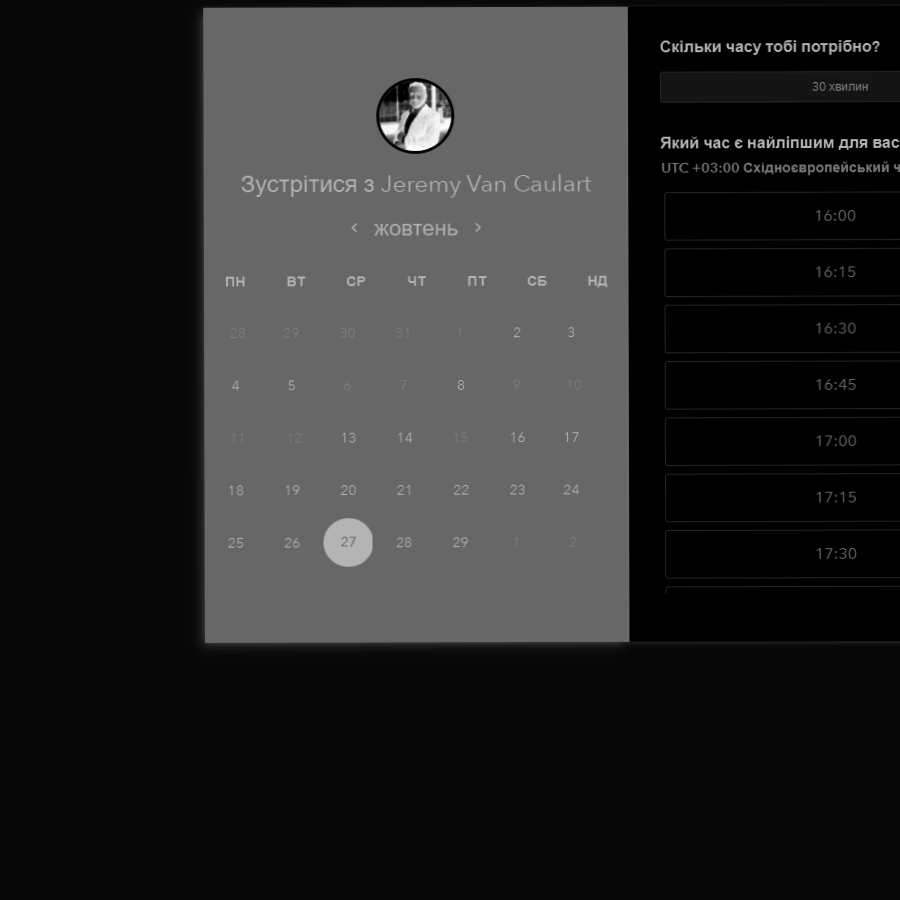 Зустрітися з Jeremy Van Caulart
‹ жовтень ›
ПН ВТ СР ЧТ ПТ СБ НД
28 29 30 31 1 2 3
4 5 6 7 8 9 10
11 12 13 14 15 16 17
18 19 20 21 22 23 24
25 26 27 28 29 1 2
Скільки часу тобі потрібно?
30 хвилин
Який час є найліпшим для вас
UTC +03:00 Східноєвропейський ч
16:00
16:15
16:30
16:45
17:00
17:15
17:30